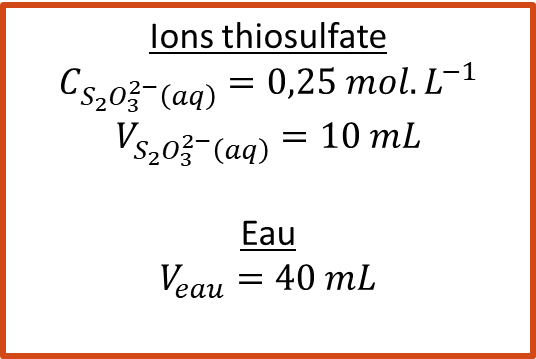 Ions thiosulfate
C_{S₂O₃²⁻(aq)} = 0,25 mol. L⁻¹
V_{S₂O₃²⁻(aq)} = 10 mL
Eau
V_{eau} = 40 mL